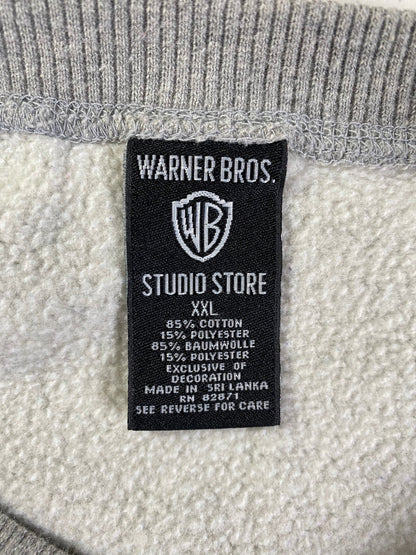 WARNER BROS.
WB
STUDIO STORE
XXL
85% COTTON
15% POLYESTER
85% BAUMWOLLE
15% POLYESTER
EXCLUSIVE OF
DECORATION
MADE IN SRI LANKA
RN 82871
SEE REVERSE FOR CARE